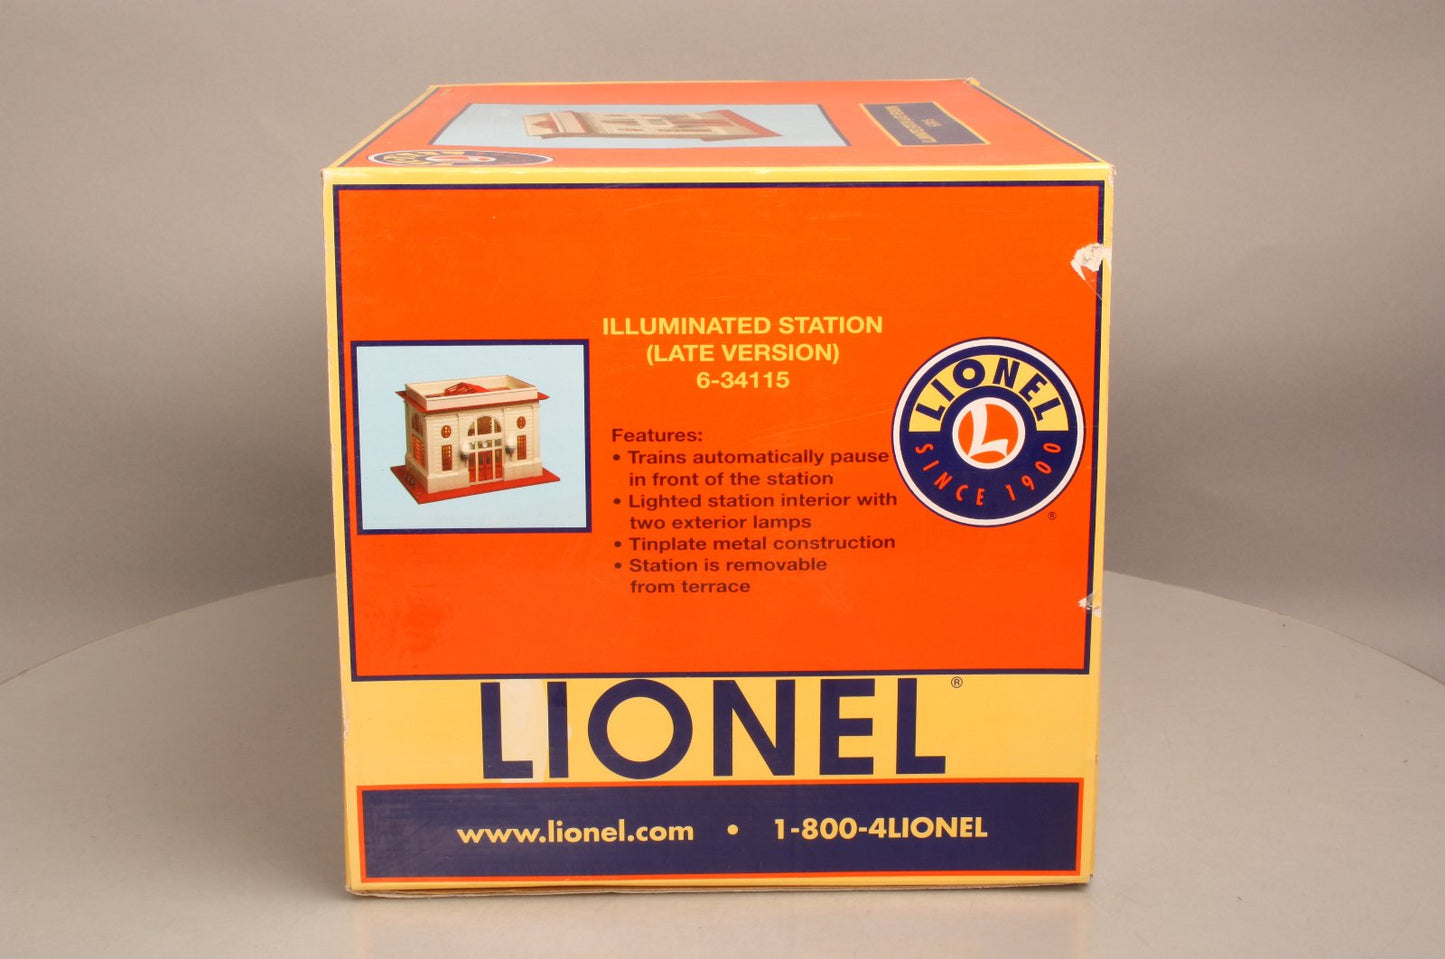 ILLUMINATED STATION
(LATE VERSION)
6-34115
Features:
• Trains automatically pause
in front of the station
• Lighted station interior with
two exterior lamps
• Tinplate metal construction
• Station is removable
from terrace
LIONEL
L
SINCE 1900
®
LIONEL®
www.lionel.com • 1-800-4LIONEL